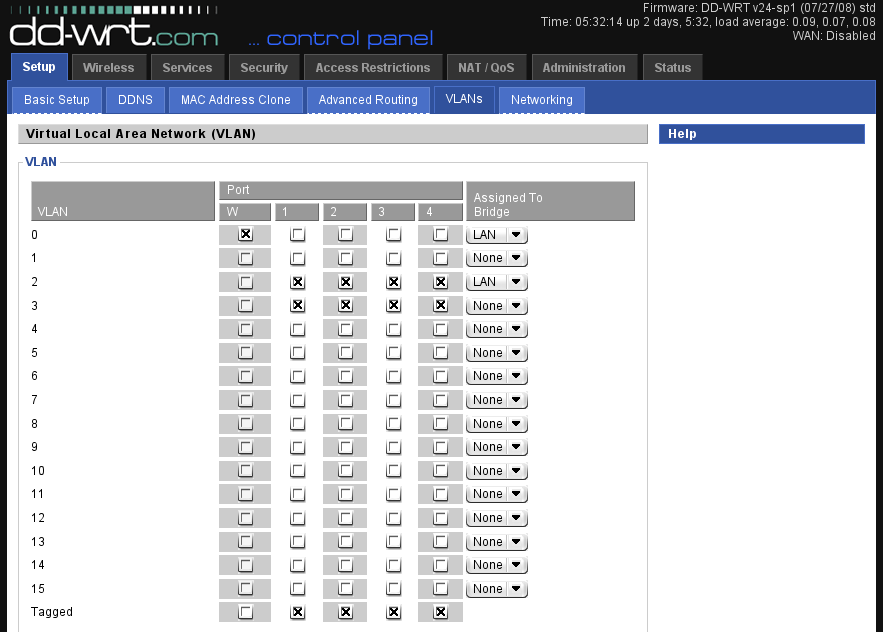 Firmware: DD-WRT v24-sp1 (07/27/08) std
Time: 05:32:14 up 2 days, 5:32, load average: 0.09, 0.07, 0.08
WAN: Disabled
dd-wrt.com ... control panel
Setup Wireless Services Security Access Restrictions NAT / QoS Administration Status
Basic Setup DDNS MAC Address Clone Advanced Routing VLANs Networking
Virtual Local Area Network (VLAN) Help
VLAN
VLAN Port Assigned To Bridge
W 1 2 3 4
0 LAN
1 None
2 LAN
3 None
4 None
5 None
6 None
7 None
8 None
9 None
10 None
11 None
12 None
13 None
14 None
15 None
Tagged